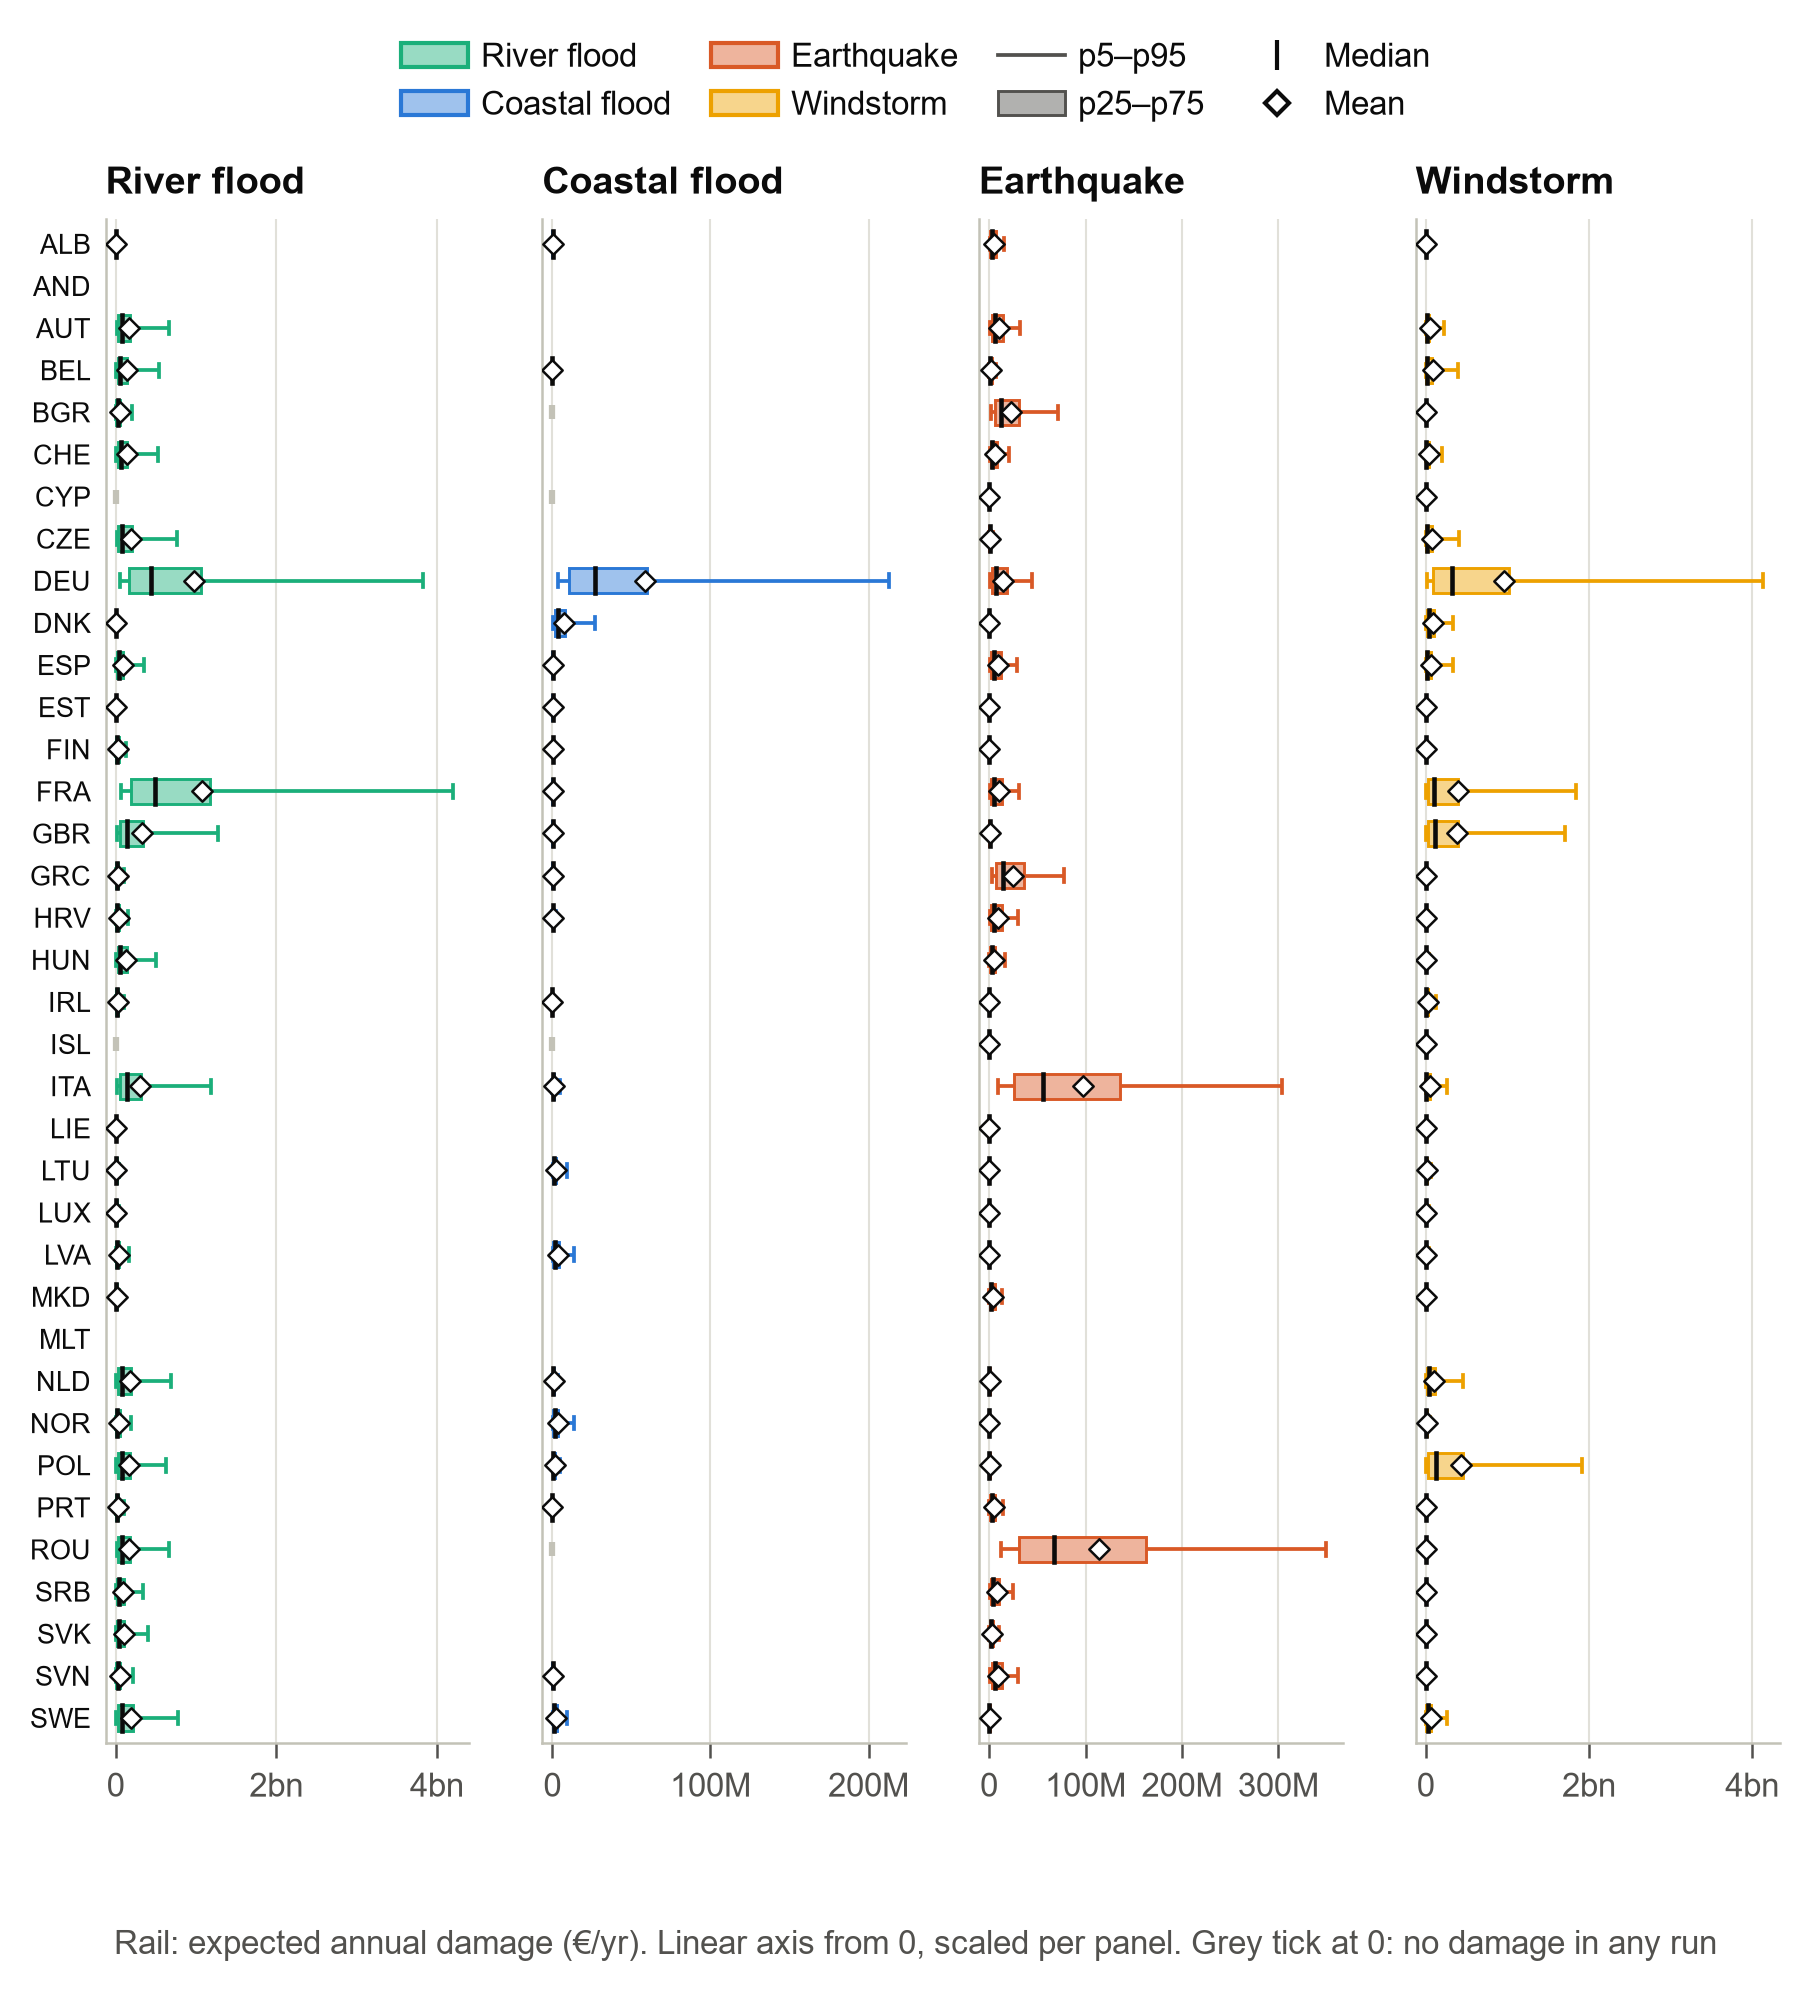 River flood
Earthquake
p5–p95
Median
Coastal flood
Windstorm
p25–p75
Mean
River flood
Coastal flood
Earthquake
Windstorm
ALB
AND
AUT
BEL
BGR
CHE
CYP
CZE
DEU
DNK
ESP
EST
FIN
FRA
GBR
GRC
HRV
HUN
IRL
ISL
ITA
LIE
LTU
LUX
LVA
MKD
MLT
NLD
NOR
POL
PRT
ROU
SRB
SVK
SVN
SWE
0 2bn 4bn
0 100M 200M
0 100M 200M 300M
0 2bn 4bn
Rail: expected annual damage (€/yr). Linear axis from 0, scaled per panel. Grey tick at 0: no damage in any run